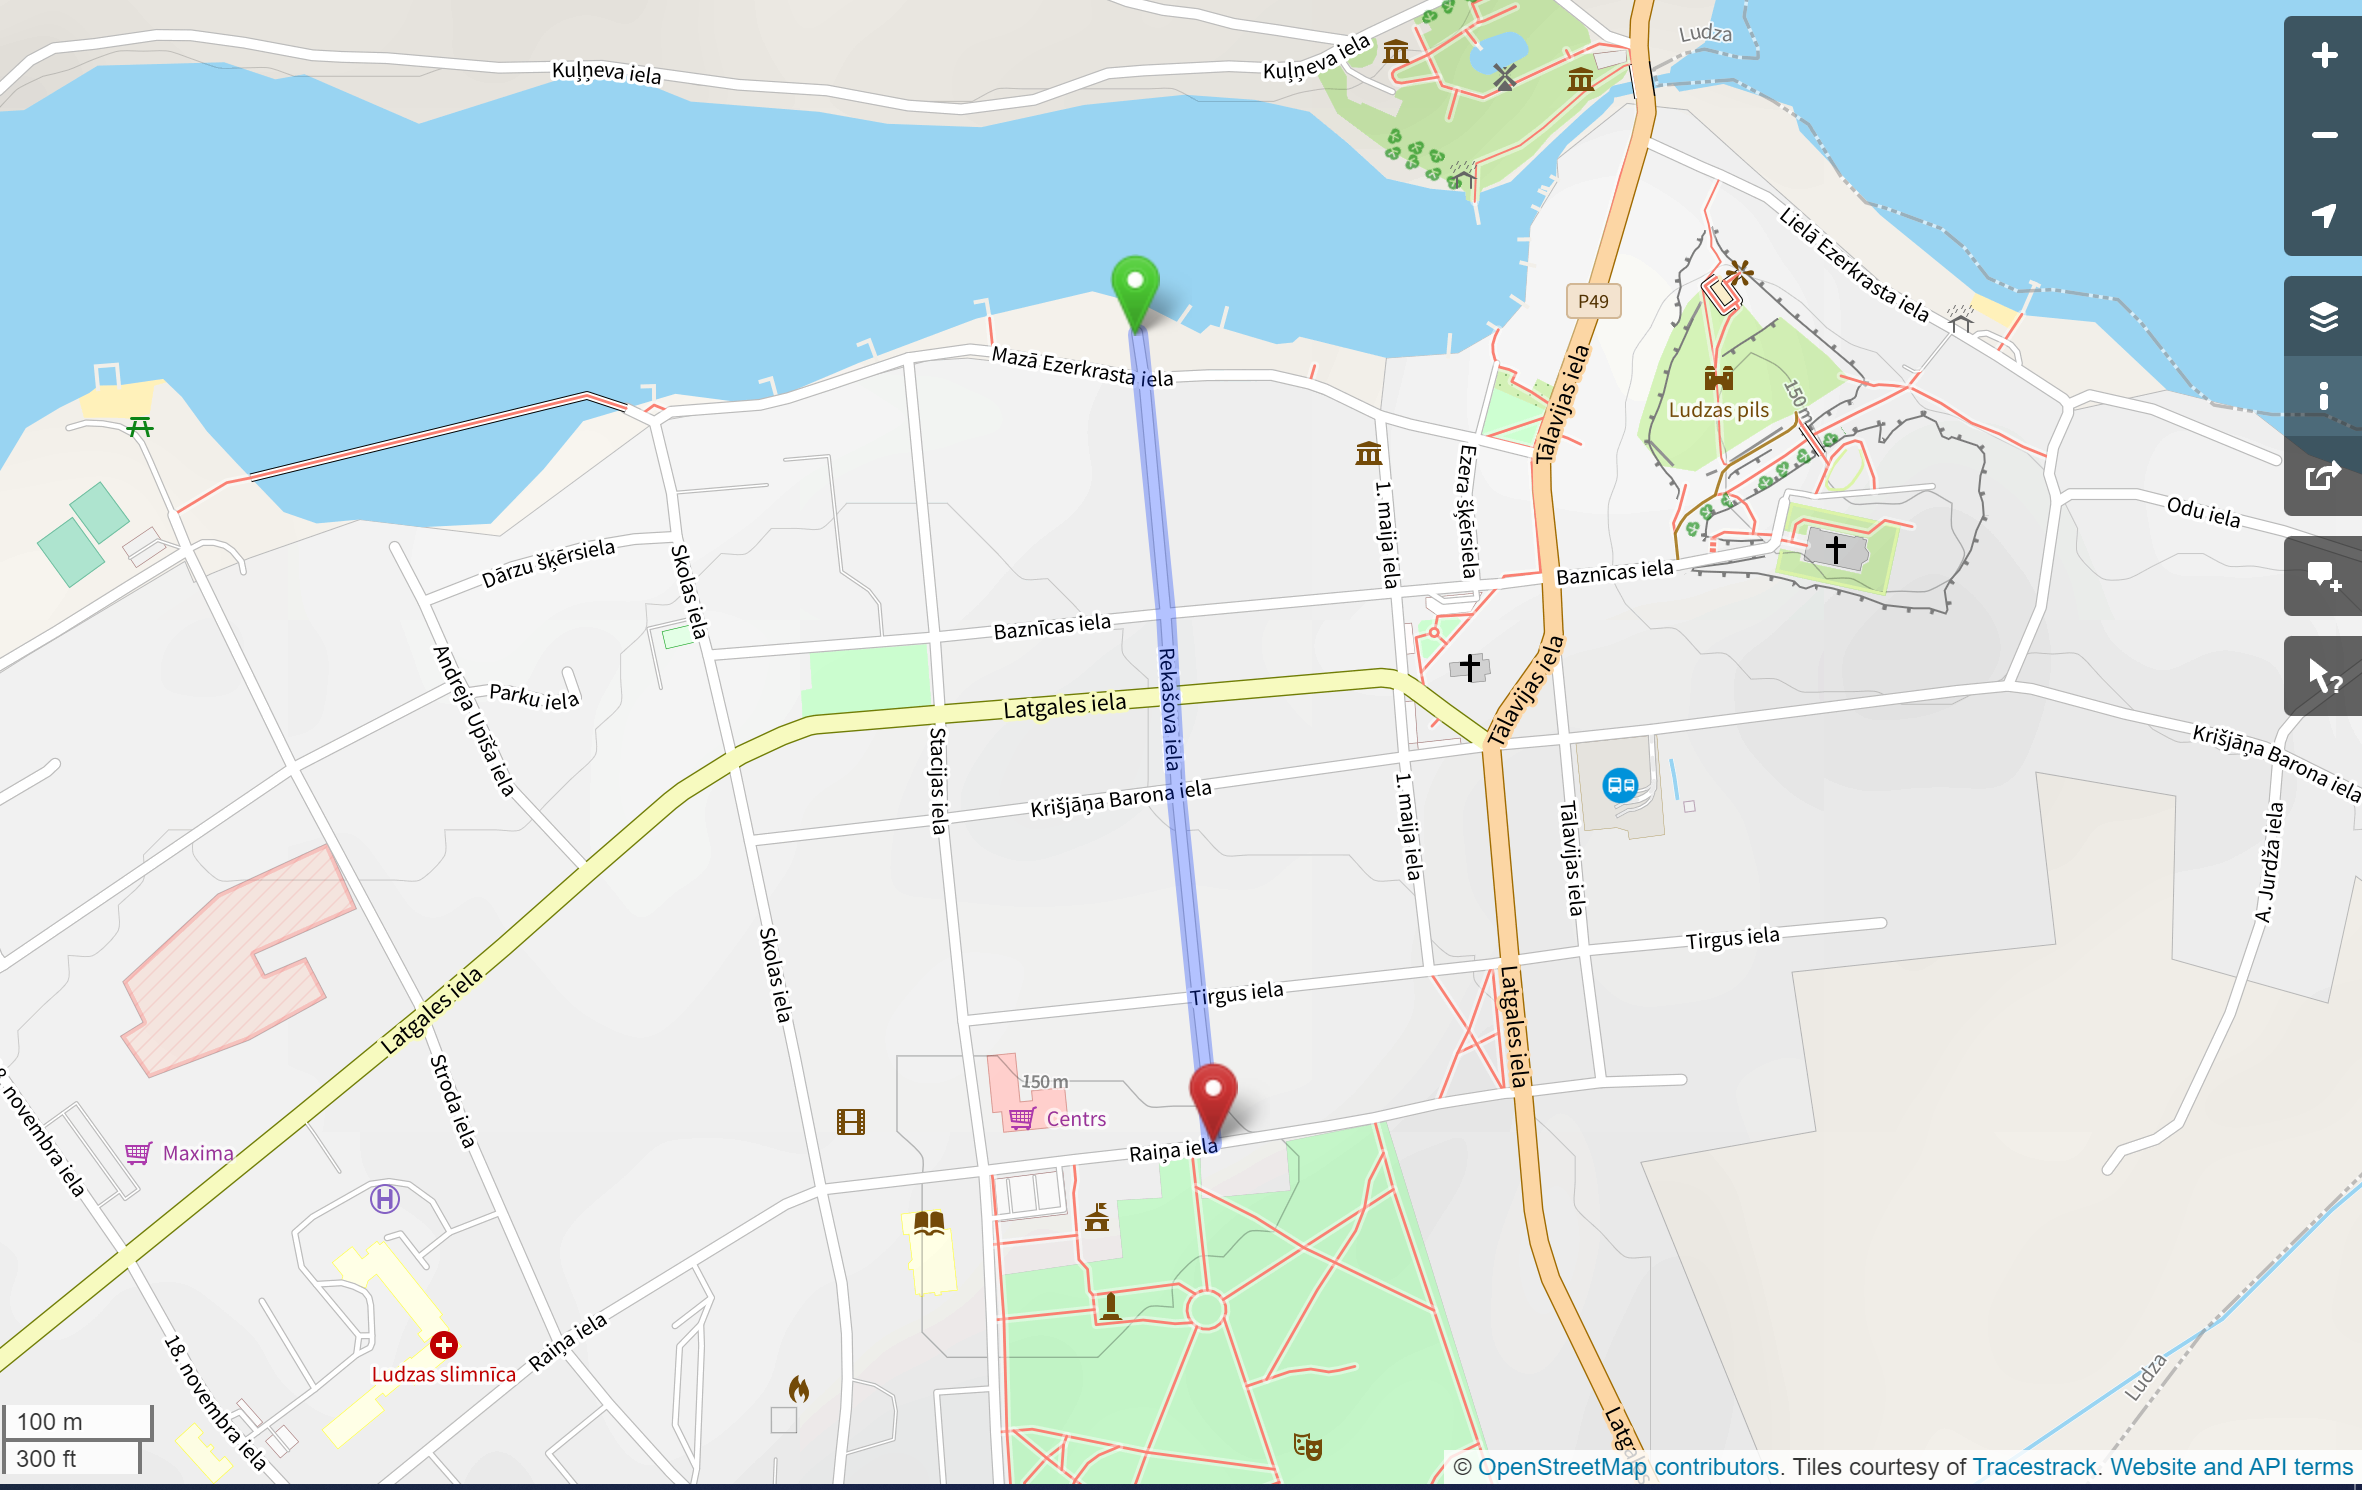 Ludza
Kuļņeva iela
Kuļņeva iela
Lielā Ezerkrasta iela
P49
Mazā Ezerkrasta iela
Tālavijas iela
150 m
Ludzas pils
Ezera šķērsiela
1. maija iela
Odu iela
Dārzu šķērsiela
Skolas iela
Baznīcas iela
Baznīcas iela
Andreja Upīša iela
Parku iela
Rekašova iela
Latgales iela
Tālavijas iela
Stacijas iela
Krišjāņa Barona iela
Krišjāņa Barona iela
1. maija iela
Tālavijas iela
A. Jurdža iela
Skolas iela
Tirgus iela
Tirgus iela
Latgales iela
Latgales iela
Stroda iela
8. novembra iela
150 m
Centrs
Maxima
Raiņa iela
H
Ludzas slimnīca
Raiņa iela
18. novembra iela
Ludza
Latgales
100 m
300 ft
© OpenStreetMap contributors. Tiles courtesy of Tracestrack. Website and API terms